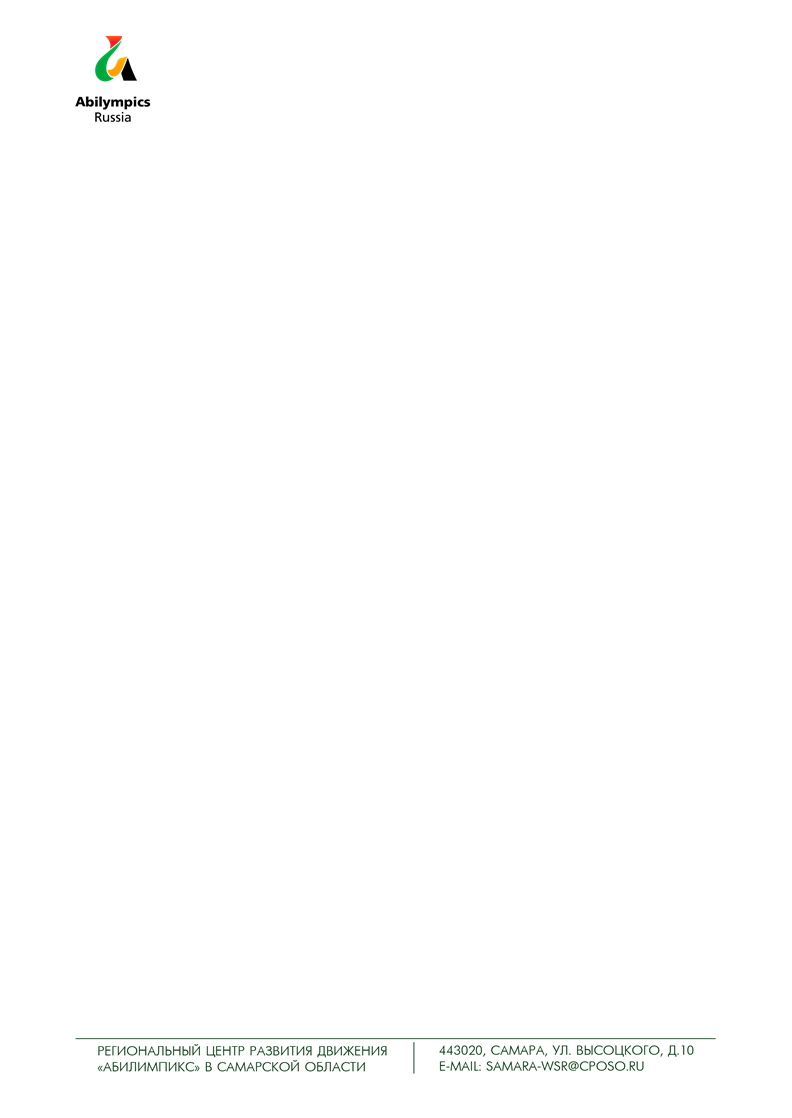 Abilympics
Russia
РЕГИОНАЛЬНЫЙ ЦЕНТР РАЗВИТИЯ ДВИЖЕНИЯ
«АБИЛИМПИКС» В САМАРСКОЙ ОБЛАСТИ
443020, САМАРА, УЛ. ВЫСОЦКОГО, Д.10
E-MAIL: SAMARA-WSR@CPOSO.RU